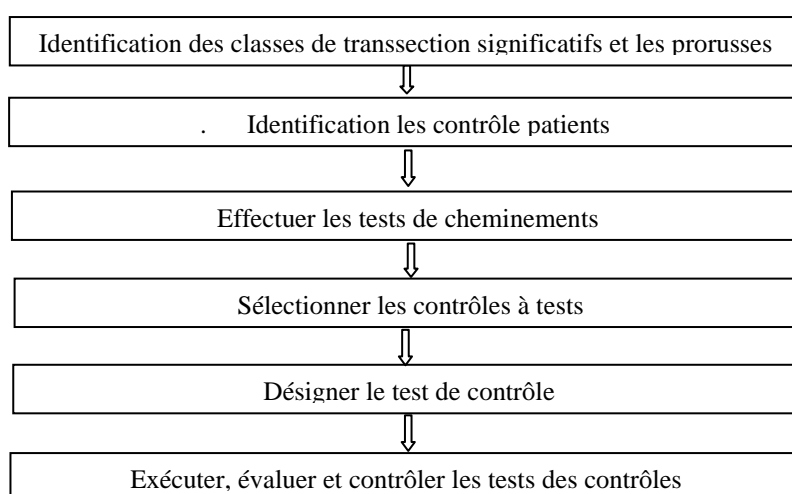 Identification des classes de transsection significatifs et les prorusses
. Identification les contrôle patients
Effectuer les tests de cheminements
Sélectionner les contrôles à tests
Désigner le test de contrôle
Exécuter, évaluer et contrôler les tests des contrôles